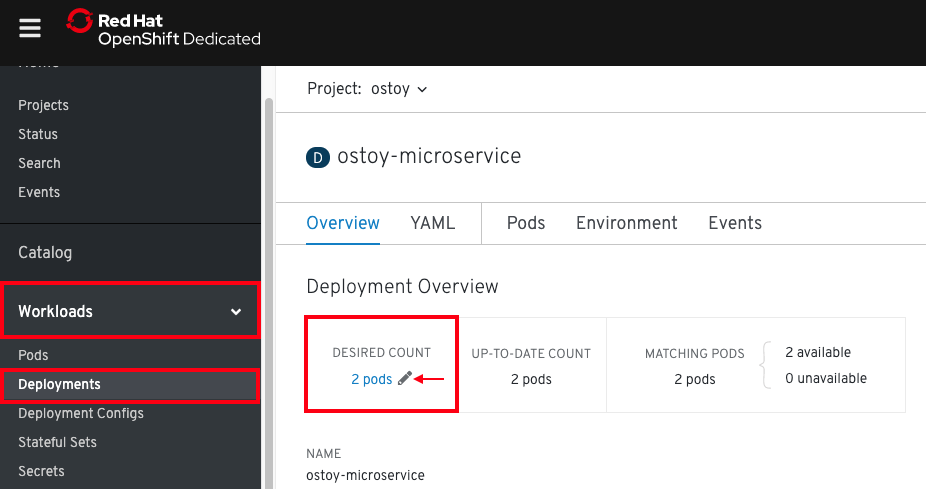 Red Hat
OpenShift Dedicated
Home
Projects
Status
Search
Events
Catalog
Workloads
Pods
Deployments
Deployment Configs
Stateful Sets
Secrets
Project: ostoy
D ostoy-microservice
Overview YAML Pods Environment Events
Deployment Overview
DESIRED COUNT
2 pods
UP-TO-DATE COUNT
2 pods
MATCHING PODS
2 pods
2 available
0 unavailable
NAME
ostoy-microservice